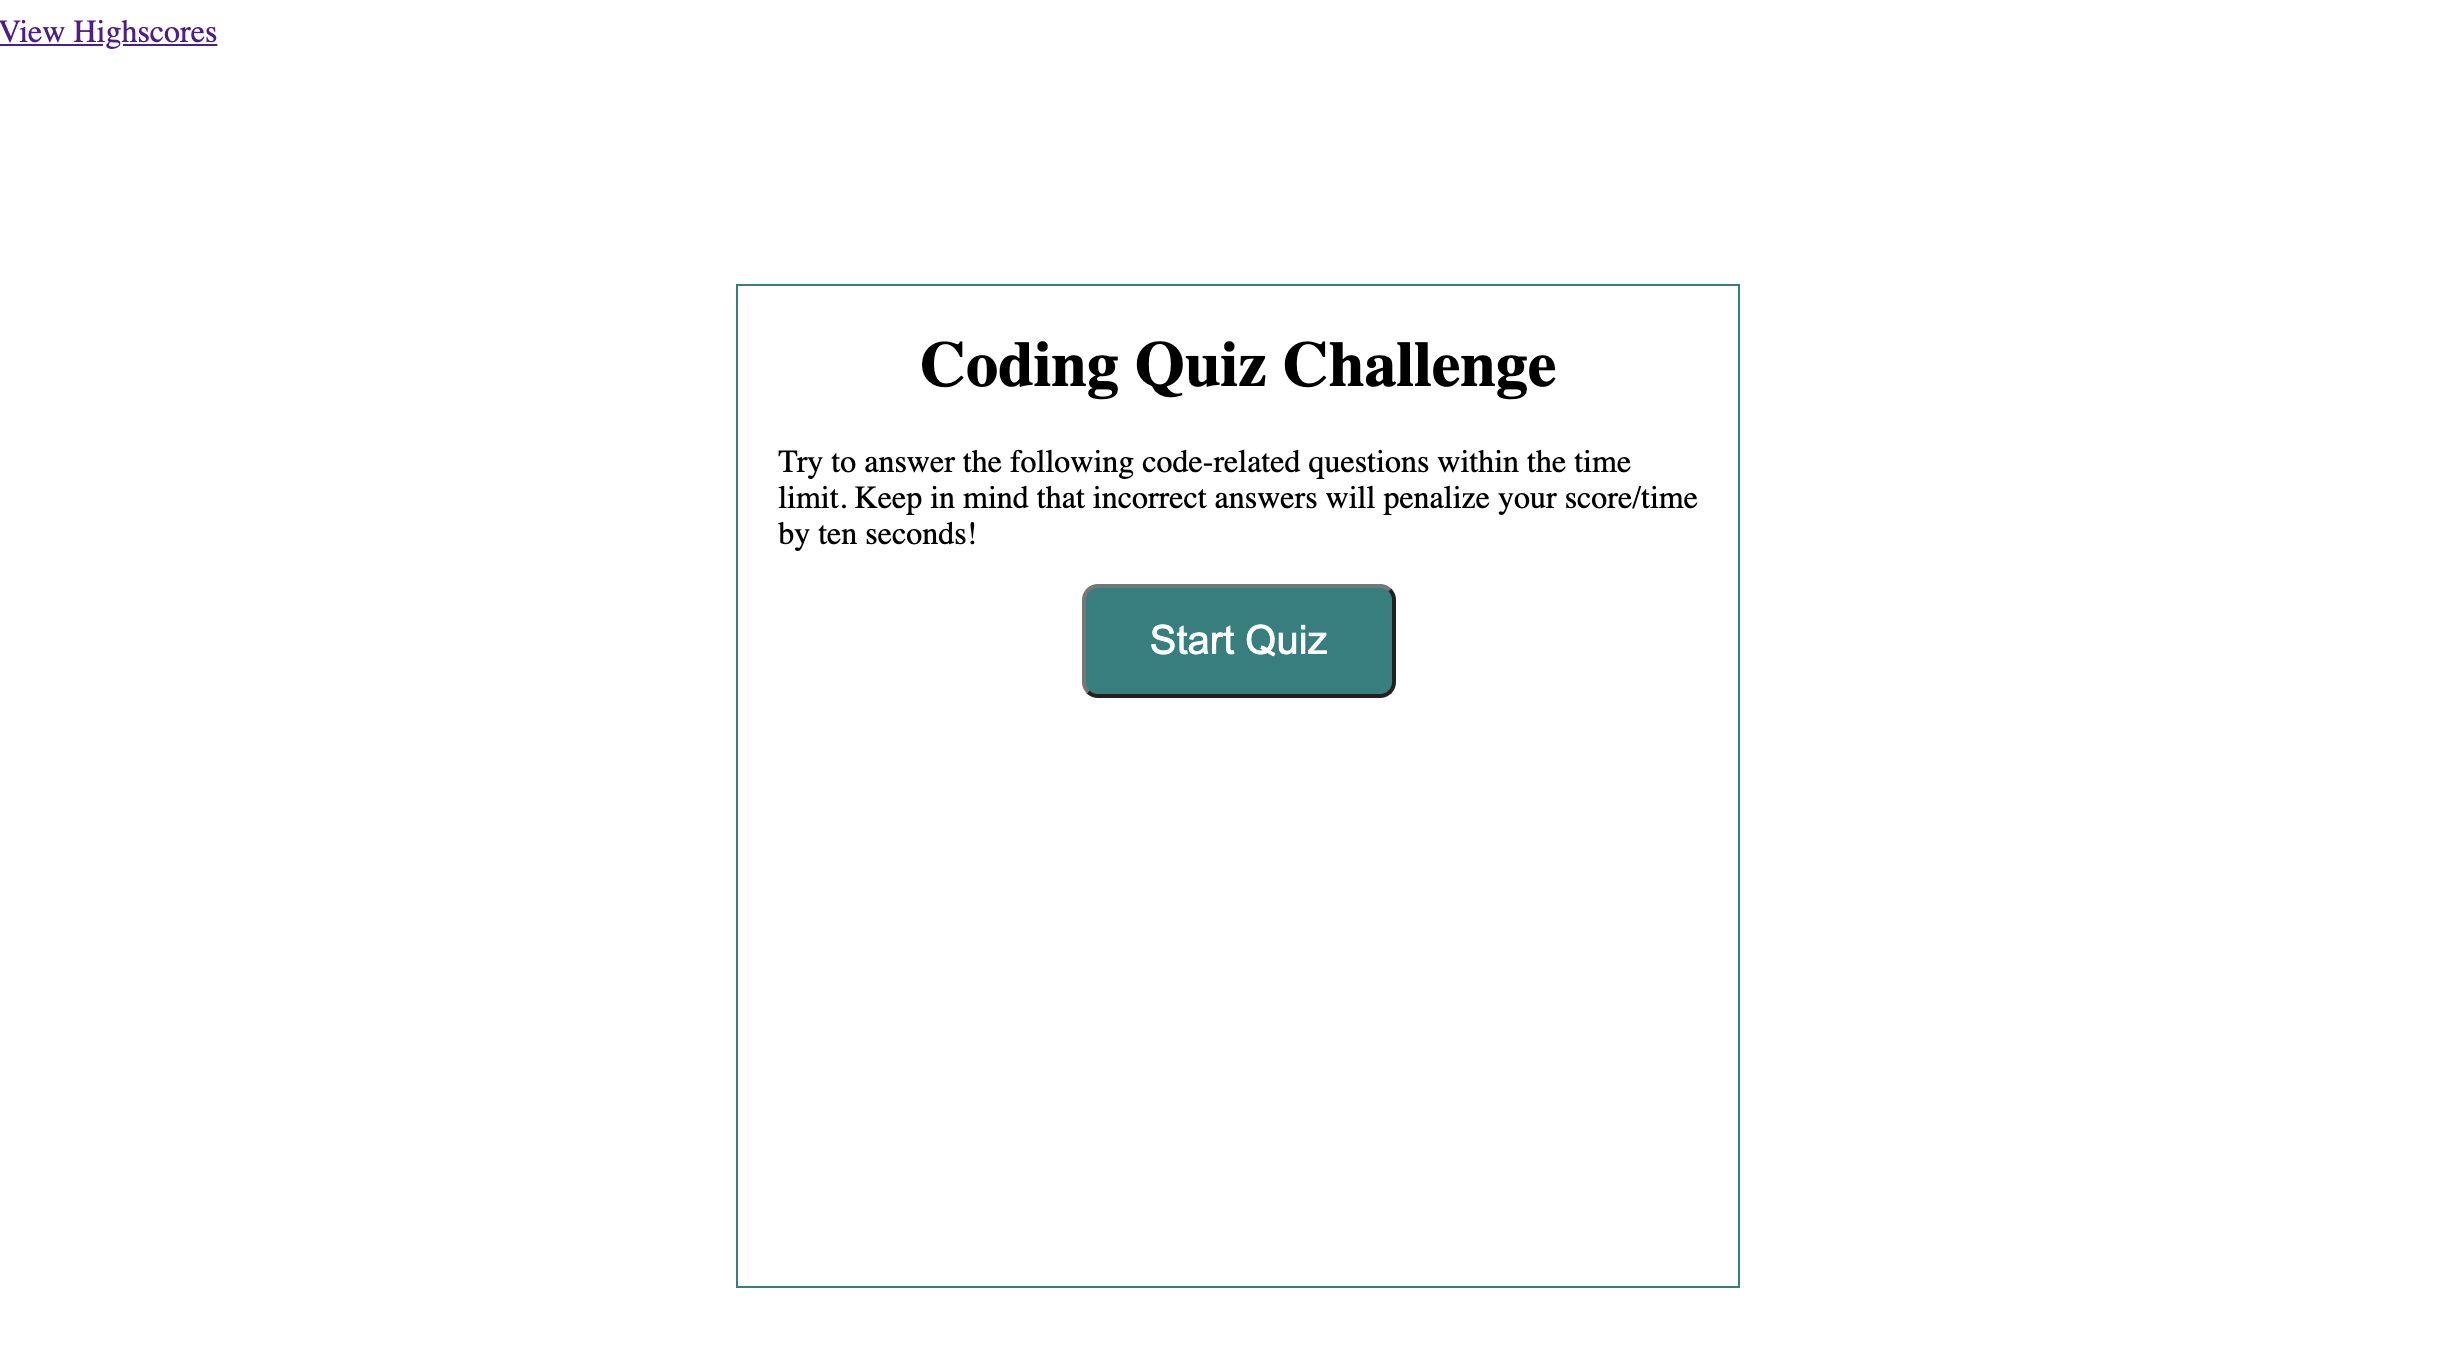 View Highscores
Coding Quiz Challenge
Try to answer the following code-related questions within the time
limit. Keep in mind that incorrect answers will penalize your score/time
by ten seconds!
Start Quiz